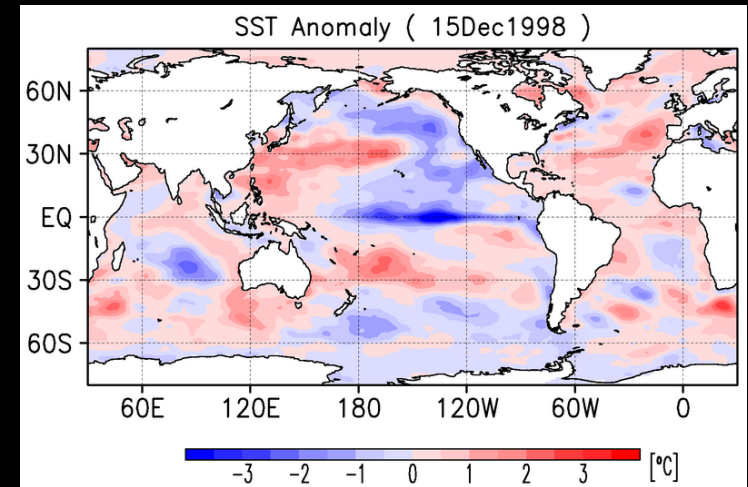 SST Anomaly ( 15Dec1998 )
60N
30N
EQ
30S
60S
60E 120E 180 120W 60W 0
-3 -2 -1 0 1 2 3 [°C]